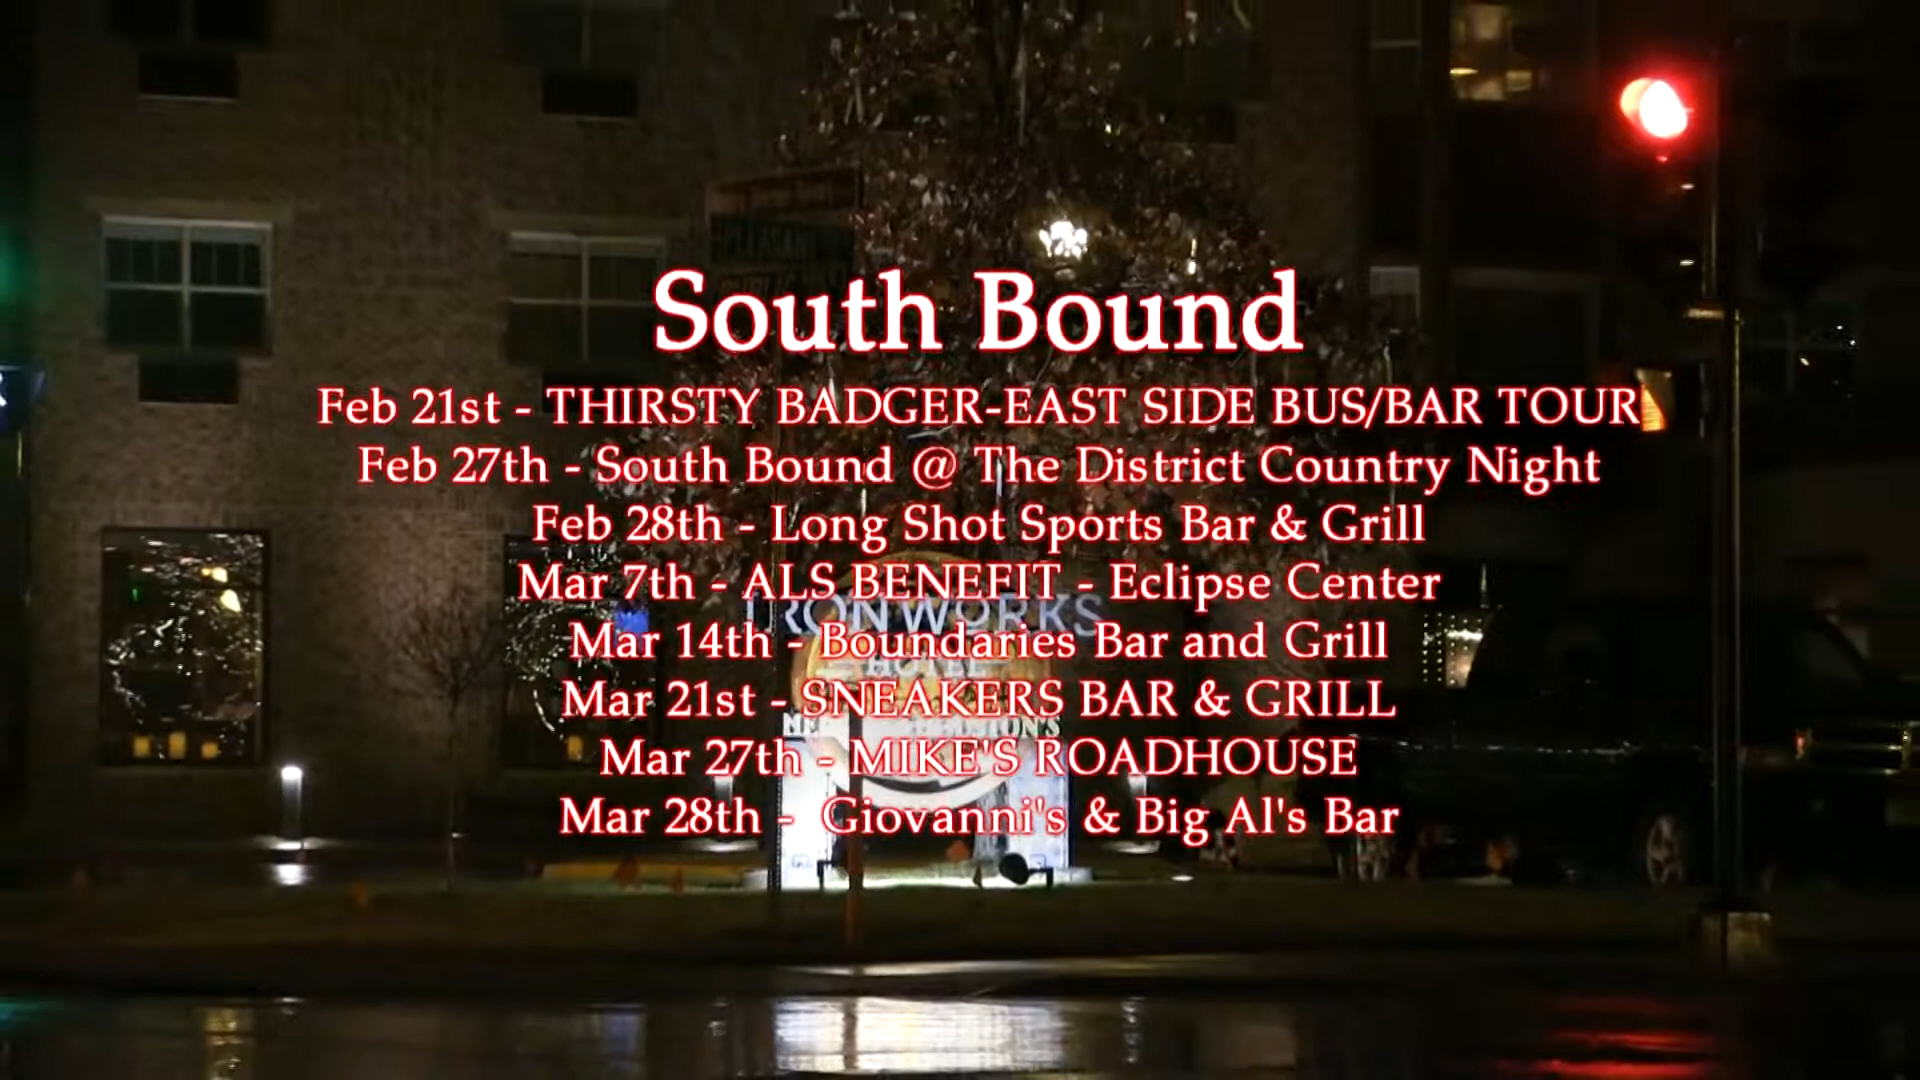 South Bound
Feb 21st - THIRSTY BADGER-EAST SIDE BUS/BAR TOUR
Feb 27th - South Bound @ The District Country Night
Feb 28th - Long Shot Sports Bar & Grill
Mar 7th - ALS BENEFIT - Eclipse Center
IRONWORKS
Mar 14th - Boundaries Bar and Grill
HOTEL
Mar 21st - SNEAKERS BAR & GRILL
Mar 27th - MIKE'S ROADHOUSE
Mar 28th -  Giovanni's & Big Al's Bar